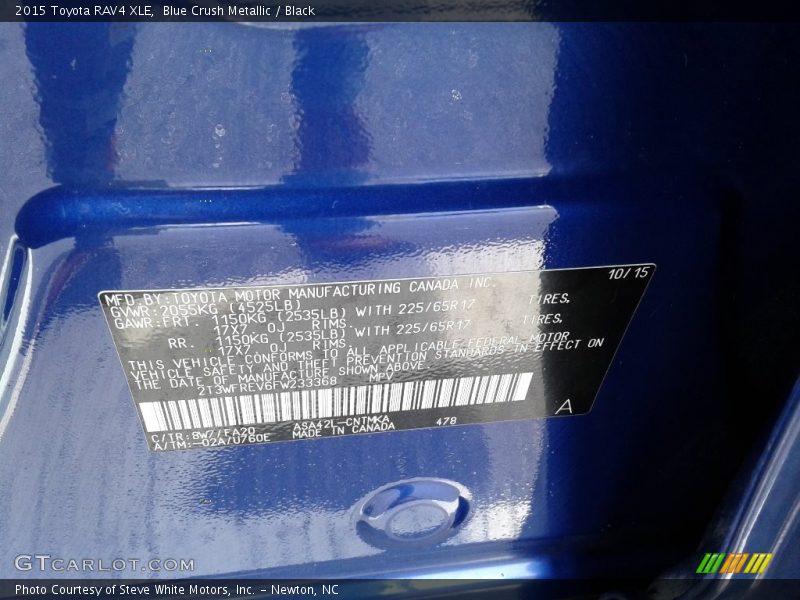 2015 Toyota RAV4 XLE, Blue Crush Metallic / Black
10/15
MFD. BY: TOYOTA MOTOR MANUFACTURING CANADA INC.
GVWR: 2055KG (4525LB)
GAWR: FRT. 1150KG (2535LB) WITH 225/65R17 TIRES.
17X7 OJ RIMS.
RR. 1150KG (2535LB) WITH 225/65R17 TIRES.
17X7 OJ RIMS.
THIS VEHICLE CONFORMS TO ALL APPLICABLE FEDERAL MOTOR
VEHICLE SAFETY AND THEFT PREVENTION STANDARDS IN EFFECT ON
THE DATE OF MANUFACTURE SHOWN ABOVE.
2T3WFREV6FW233368 MPV
C/TR: 8W7/FA20 ASA42L-CNTMKA 478
A/TM: -02A/U760E MADE IN CANADA
A
GTCARLOT.COM
Photo Courtesy of Steve White Motors, Inc. - Newton, NC